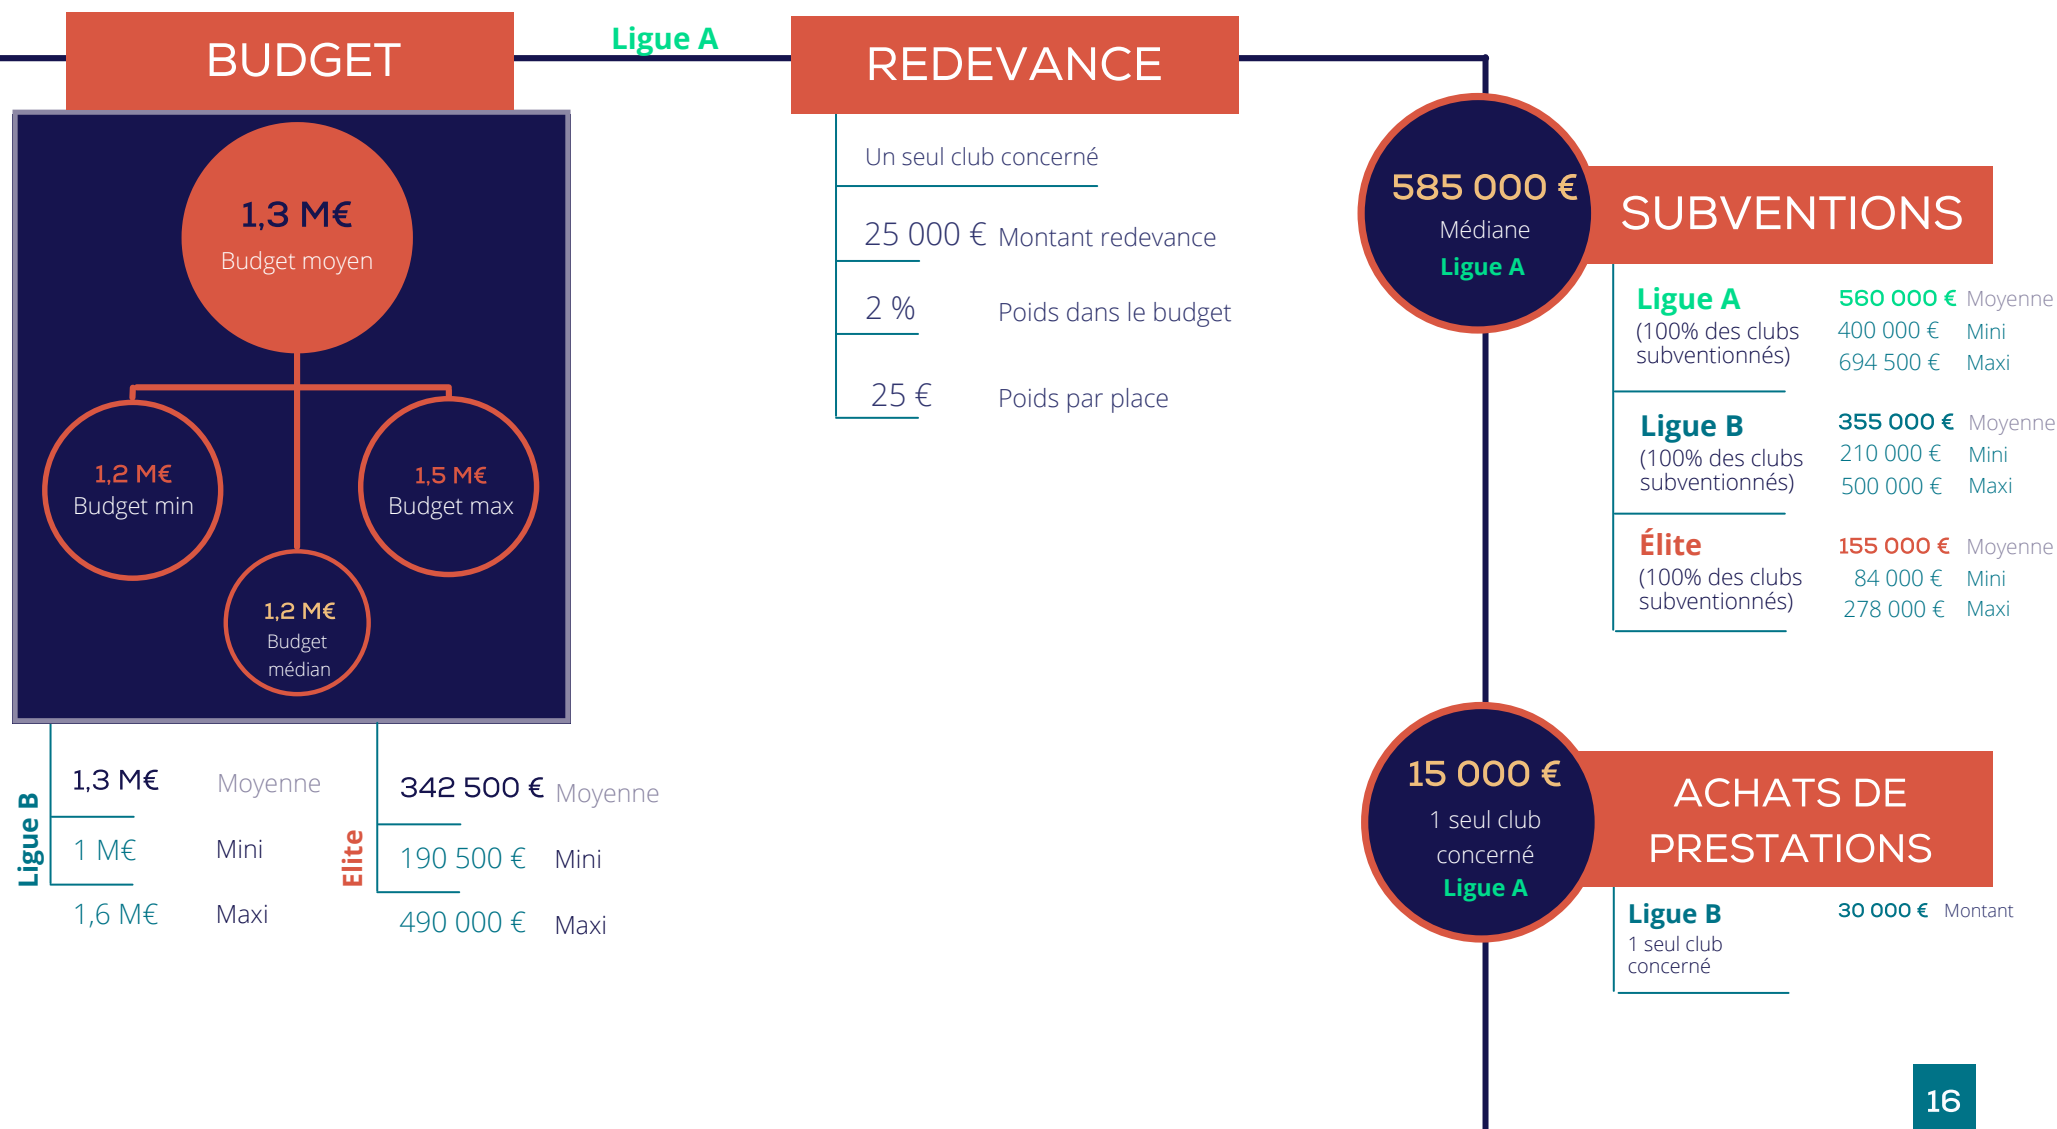 BUDGET
Ligue A
REDEVANCE
1,3 M€
Budget moyen
1,2 M€
Budget min
1,5 M€
Budget max
1,2 M€
Budget
médian
Ligue B
1,3 M€ Moyenne
1 M€ Mini
1,6 M€ Maxi
Elite
342 500 € Moyenne
190 500 € Mini
490 000 € Maxi
Un seul club concerné
25 000 € Montant redevance
2 % Poids dans le budget
25 € Poids par place
585 000 €
Médiane
Ligue A
SUBVENTIONS
Ligue A
(100% des clubs
subventionnés)
560 000 € Moyenne
400 000 € Mini
694 500 € Maxi
Ligue B
(100% des clubs
subventionnés)
355 000 € Moyenne
210 000 € Mini
500 000 € Maxi
Élite
(100% des clubs
subventionnés)
155 000 € Moyenne
84 000 € Mini
278 000 € Maxi
15 000 €
1 seul club
concerné
Ligue A
ACHATS DE
PRESTATIONS
Ligue B
1 seul club
concerné
30 000 € Montant
16